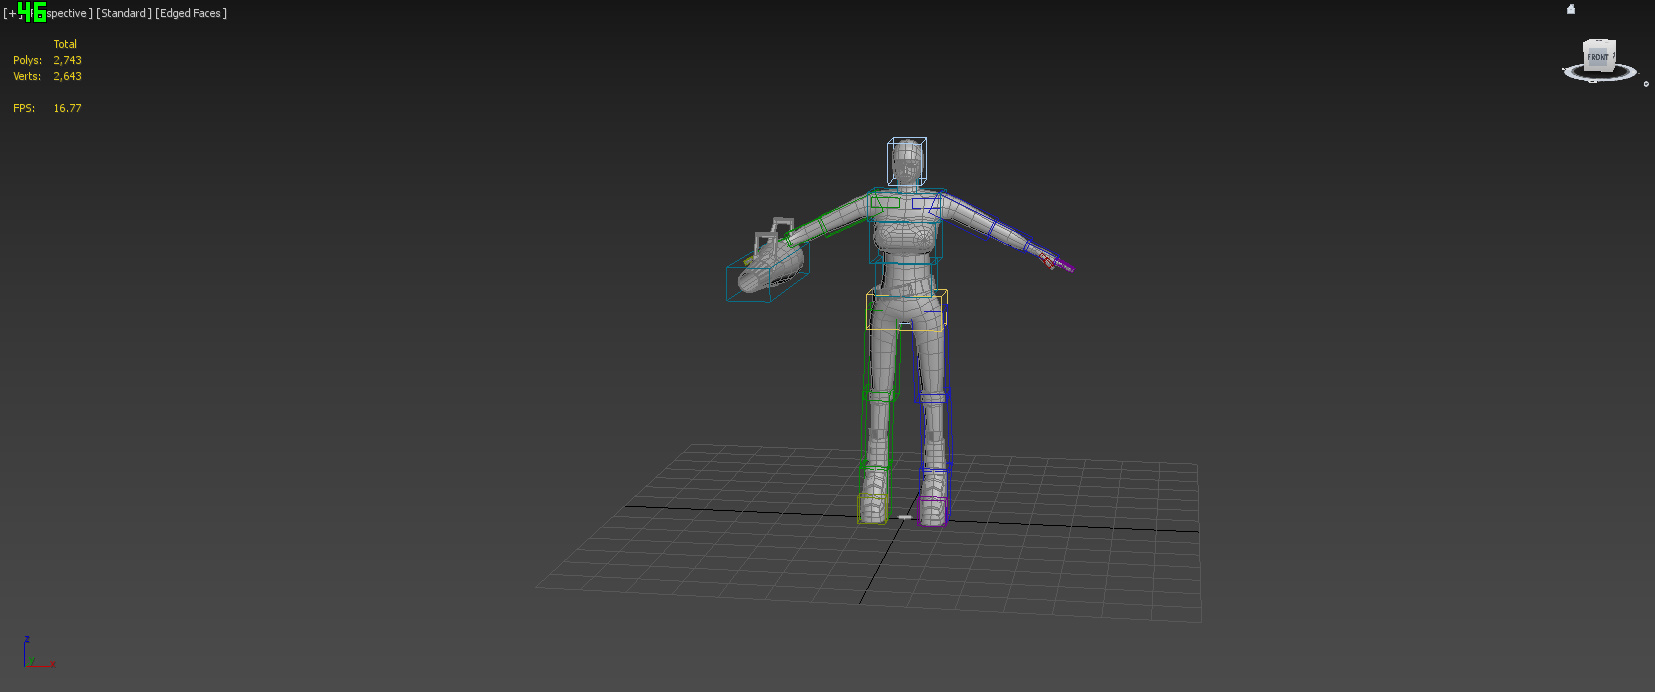 46
[+] spective ] [Standard ] [Edged Faces ]
Total
Polys: 2,743
Verts: 2,643
FPS: 16.77
FRONT
z
y
x